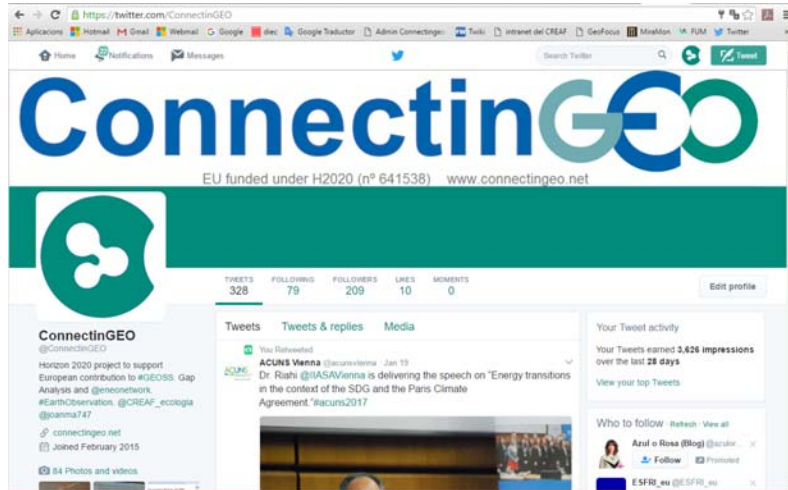 https://twitter.com/ConnectinGEO
Aplicacions Hotmail Gmail Webmail Google diec Google Traductor Admin Connectingeo Twiki intranet del CREAF GeoFocus MiraMon FUM Twitter
Home Notifications Messages Search Twitter Tweet
ConnectinGEO
EU funded under H2020 (nº 641538) www.connectingeo.net
TWEETS FOLLOWING FOLLOWERS LIKES MOMENTS
328 79 209 10 0
Edit profile
ConnectinGEO
@ConnectinGEO
Horizon 2020 project to support
European contribution to #GEOSS. Gap
Analysis and @eneonetwork.
#EarthObservation. @CREAF_ecologia
@joanma747
connectingeo.net
Joined February 2015
84 Photos and videos
Tweets Tweets & replies Media
You Retweeted
ACUNS Vienna @acunsvienna · Jan 19
Dr. Riahi @IIASAVienna is delivering the speech on "Energy transitions
in the context of the SDG and the Paris Climate
Agreement."#acuns2017
Your Tweet activity
Your Tweets earned 3,626 impressions
over the last 28 days
View your top Tweets
Who to follow · Refresh · View all
Azul o Rosa (Blog)
Follow Promoted
ESFRI_eu @ESFRI_eu